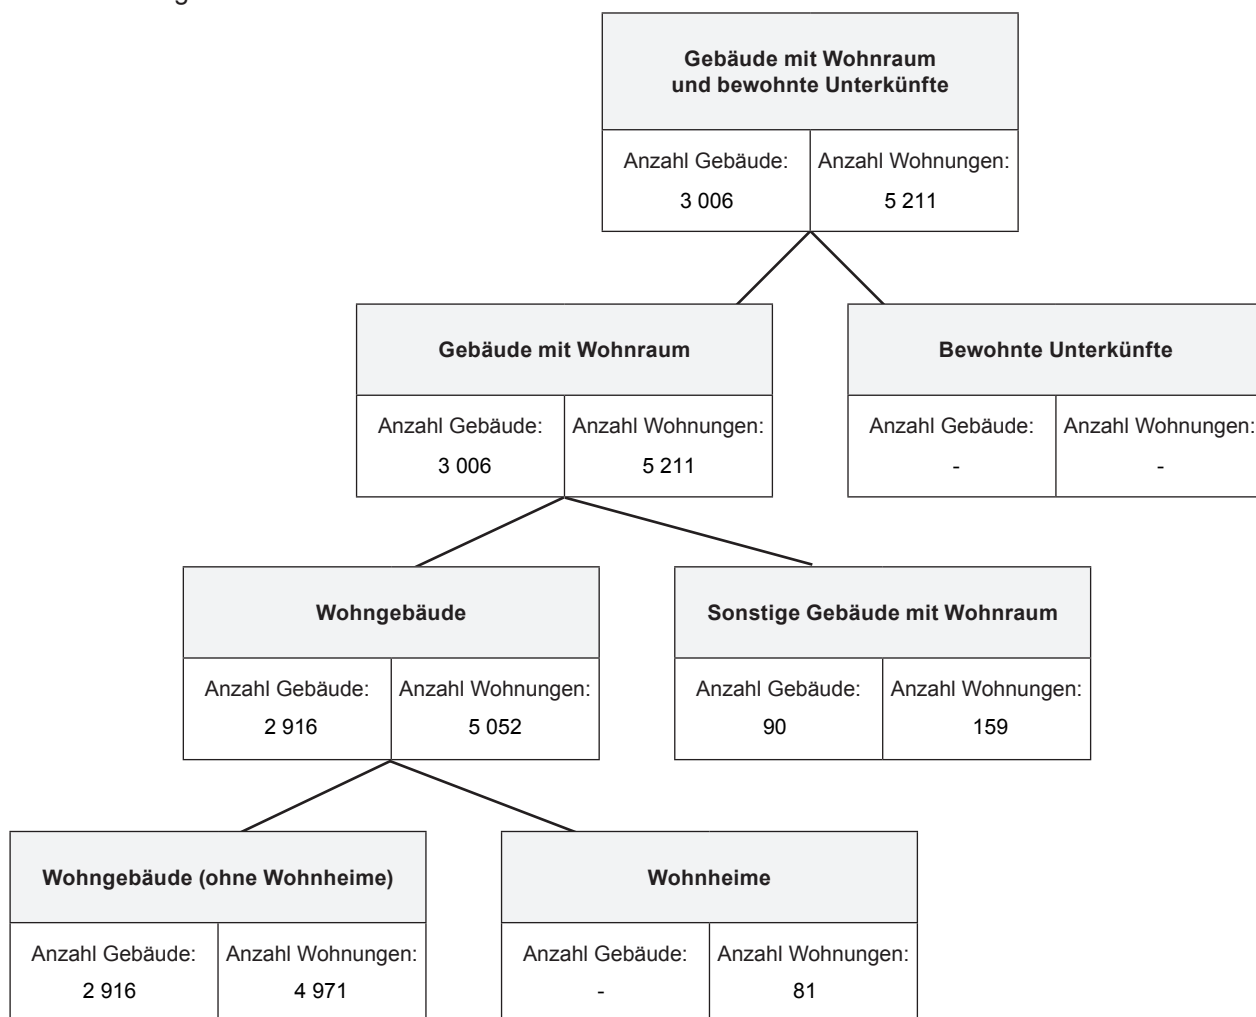 Gebäude mit Wohnraum
und bewohnte Unterkünfte
Anzahl Gebäude: Anzahl Wohnungen:
3 006 5 211
Gebäude mit Wohnraum Bewohnte Unterkünfte
Anzahl Gebäude: Anzahl Wohnungen: Anzahl Gebäude: Anzahl Wohnungen:
3 006 5 211 - -
Wohngebäude Sonstige Gebäude mit Wohnraum
Anzahl Gebäude: Anzahl Wohnungen: Anzahl Gebäude: Anzahl Wohnungen:
2 916 5 052 90 159
Wohngebäude (ohne Wohnheime) Wohnheime
Anzahl Gebäude: Anzahl Wohnungen: Anzahl Gebäude: Anzahl Wohnungen:
2 916 4 971 - 81